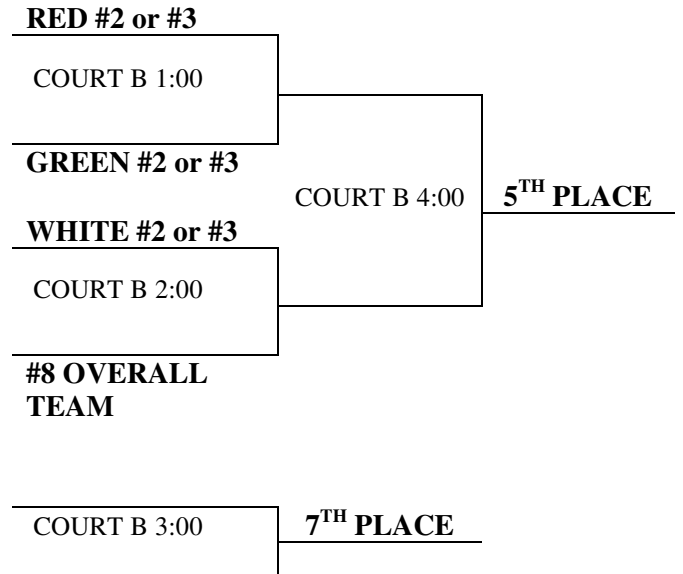 RED #2 or #3
COURT B 1:00
GREEN #2 or #3
COURT B 4:00
5TH PLACE
WHITE #2 or #3
COURT B 2:00
#8 OVERALL
TEAM
COURT B 3:00
7TH PLACE